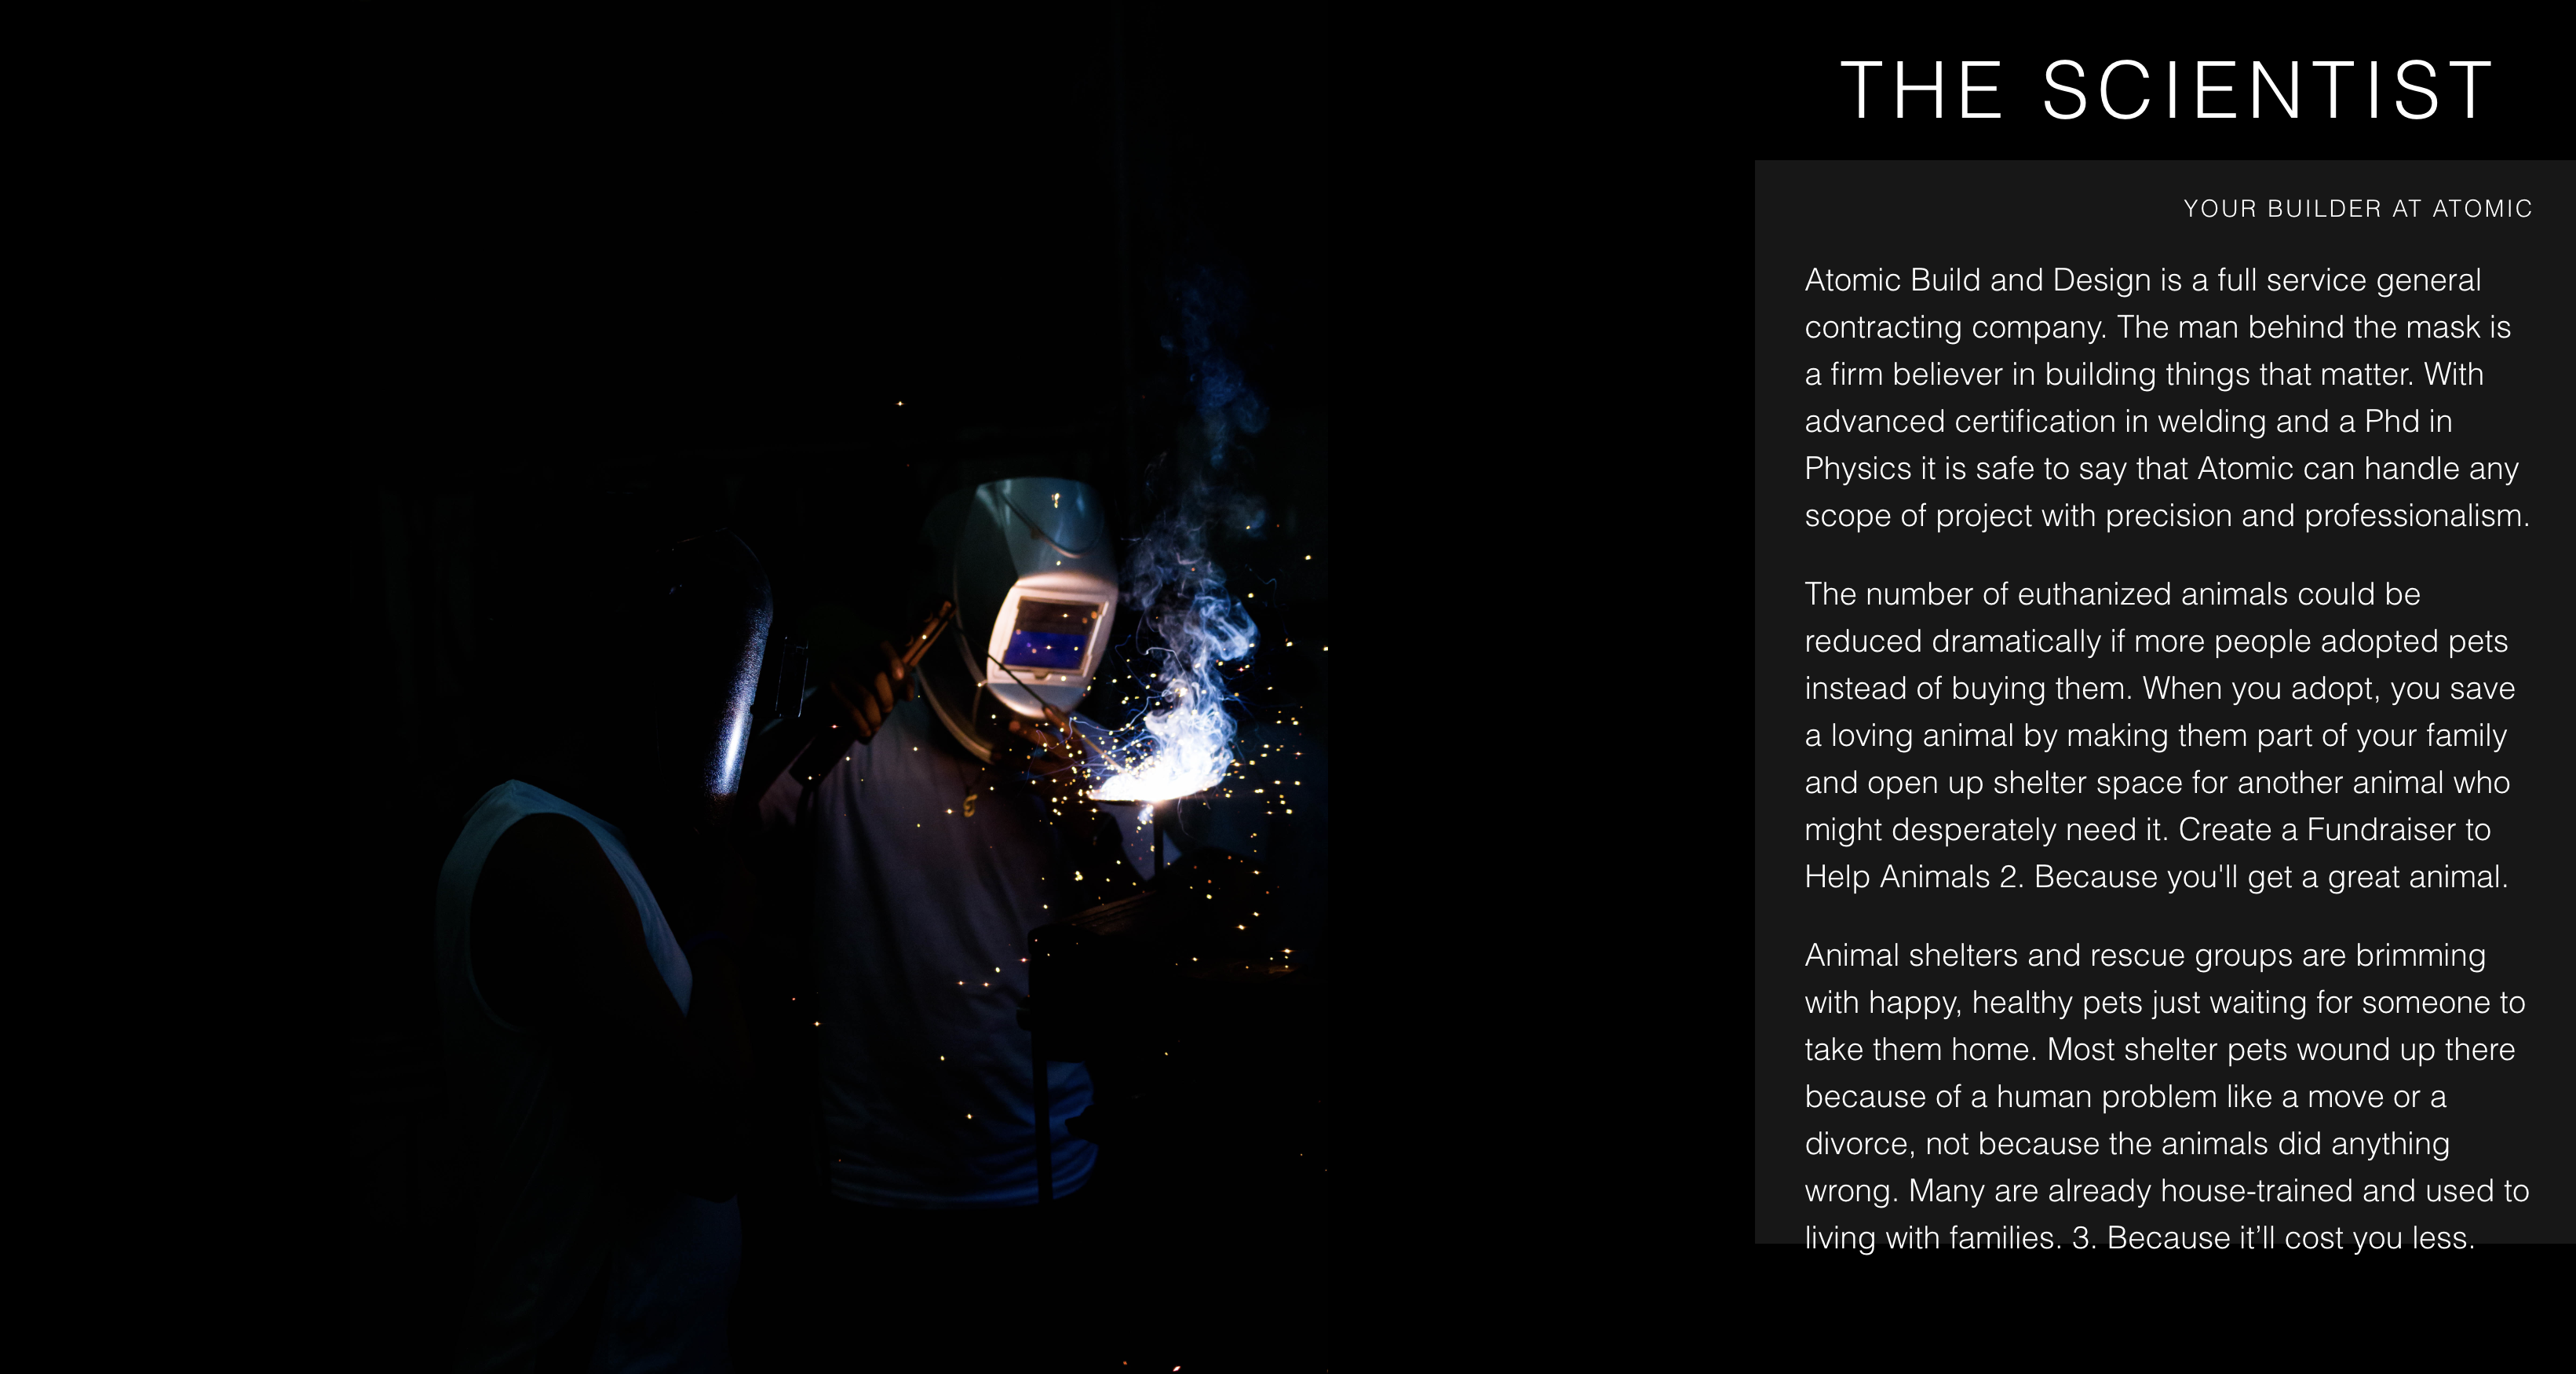 THE SCIENTIST
YOUR BUILDER AT ATOMIC
Atomic Build and Design is a full service general
contracting company. The man behind the mask is
a firm believer in building things that matter. With
advanced certification in welding and a Phd in
Physics it is safe to say that Atomic can handle any
scope of project with precision and professionalism.
The number of euthanized animals could be
reduced dramatically if more people adopted pets
instead of buying them. When you adopt, you save
a loving animal by making them part of your family
and open up shelter space for another animal who
might desperately need it. Create a Fundraiser to
Help Animals 2. Because you'll get a great animal.
Animal shelters and rescue groups are brimming
with happy, healthy pets just waiting for someone to
take them home. Most shelter pets wound up there
because of a human problem like a move or a
divorce, not because the animals did anything
wrong. Many are already house-trained and used to
living with families. 3. Because it’ll cost you less.